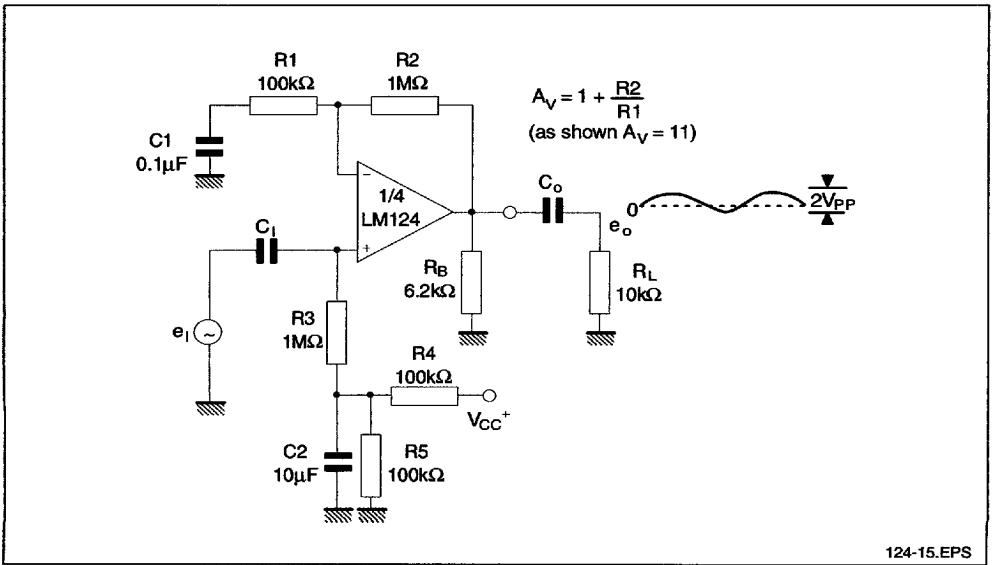 R1
100kΩ
R2
1MΩ
A_V = 1 + R2/R1
(as shown A_V = 11)
C1
0.1µF
−
1/4
LM124
+
C_o
0
2V_PP
e_o
C_I
R_B
6.2kΩ
R_L
10kΩ
e_I
~
R3
1MΩ
R4
100kΩ
V_CC+
C2
10µF
R5
100kΩ
124-15.EPS